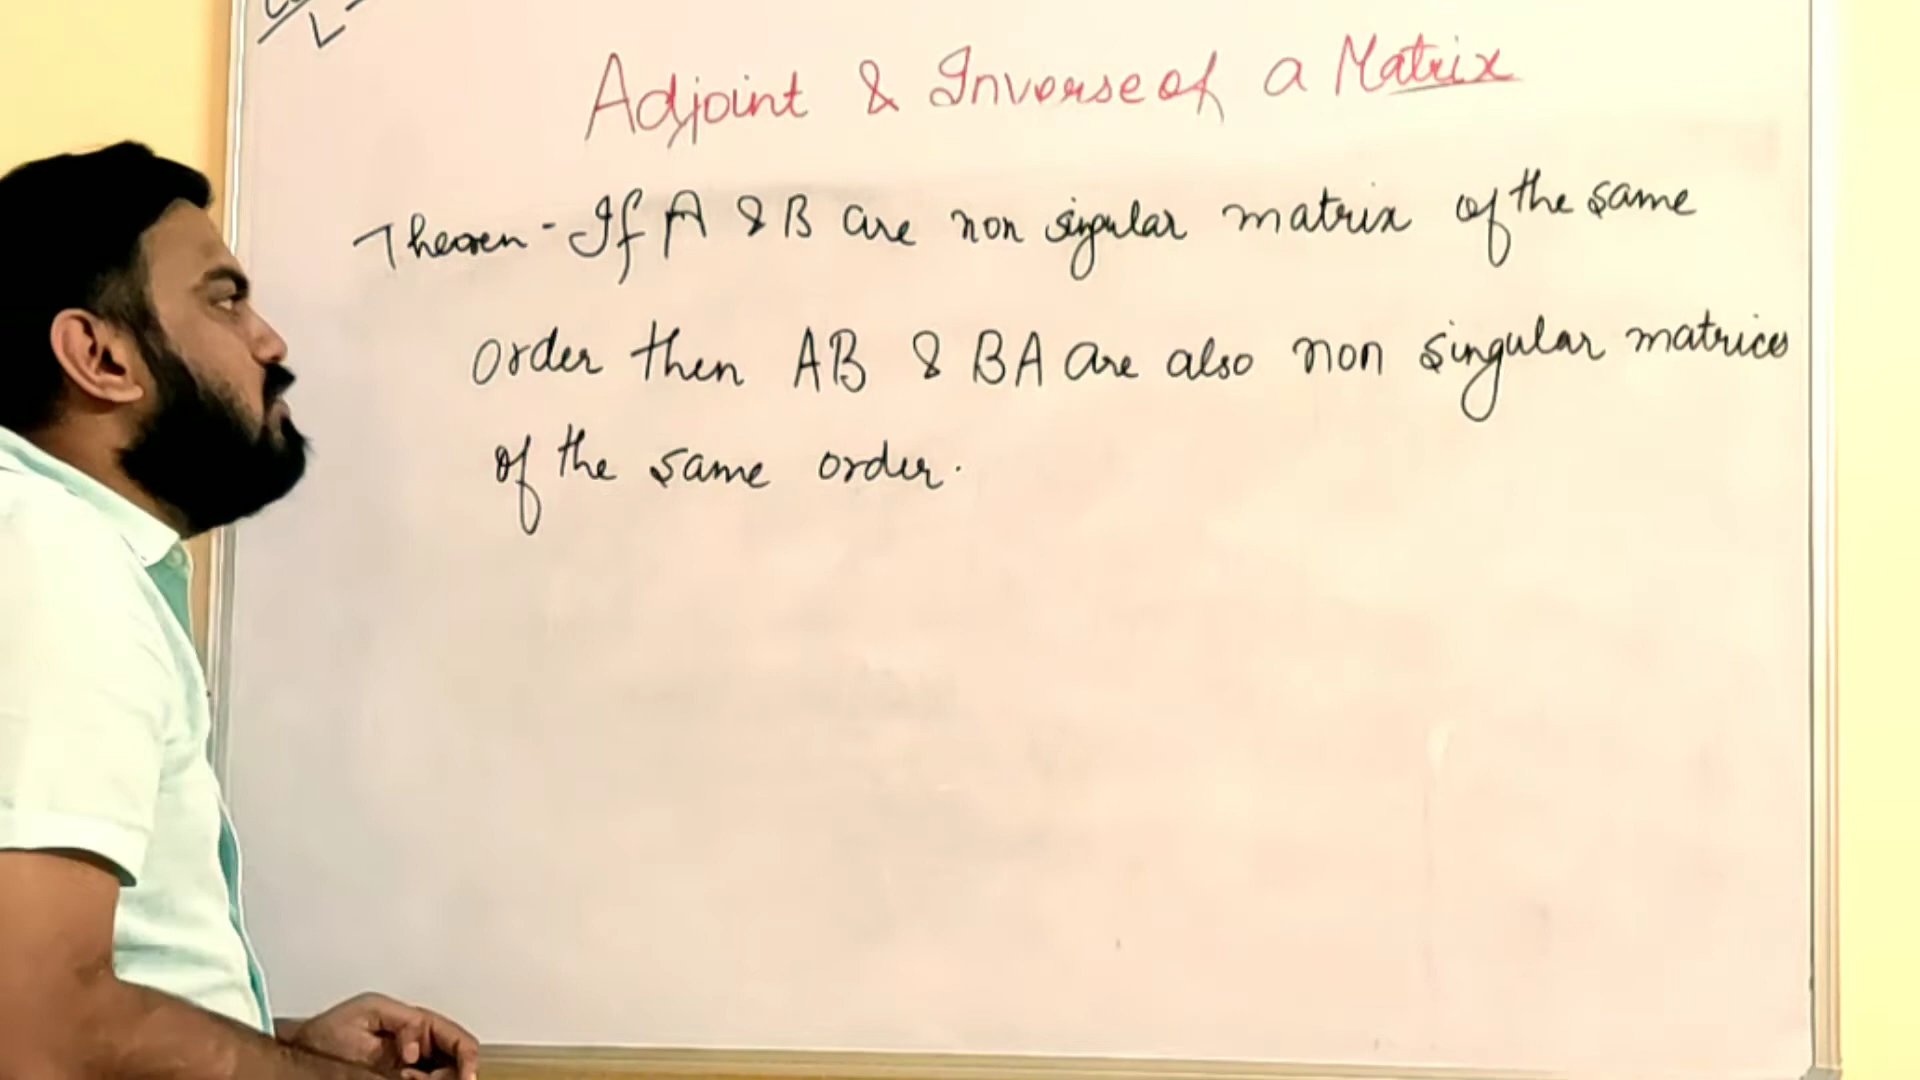 Adjoint & Inverse of a Matrix
Theorem - If A & B are non singular matrix of the same
order then AB & BA are also non singular matrices
of the same order.